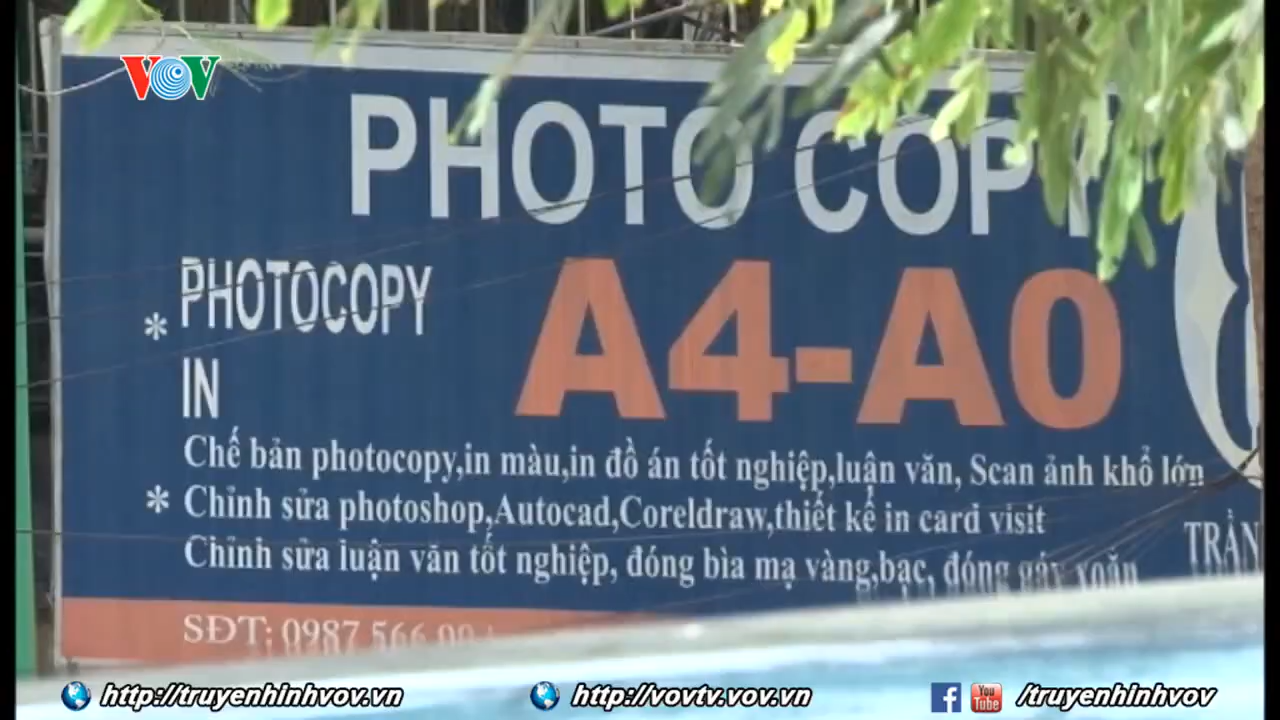 VOV
PHOTO COPY
PHOTOCOPY
A4-A0
*
IN
Chế bản photocopy,in màu,in đồ án tốt nghiệp,luận văn, Scan ảnh khổ lớn
* Chỉnh sửa photoshop,Autocad,Coreldraw,thiết kế in card visit
Chỉnh sửa luận văn tốt nghiệp, đóng bìa mạ vàng,bạc, đóng gáy xoắn
TRẦN
SĐT: 0987 566
http://truyenhinhvov.vn
http://vovtv.vov.vn
f You Tube /truyenhinhvov